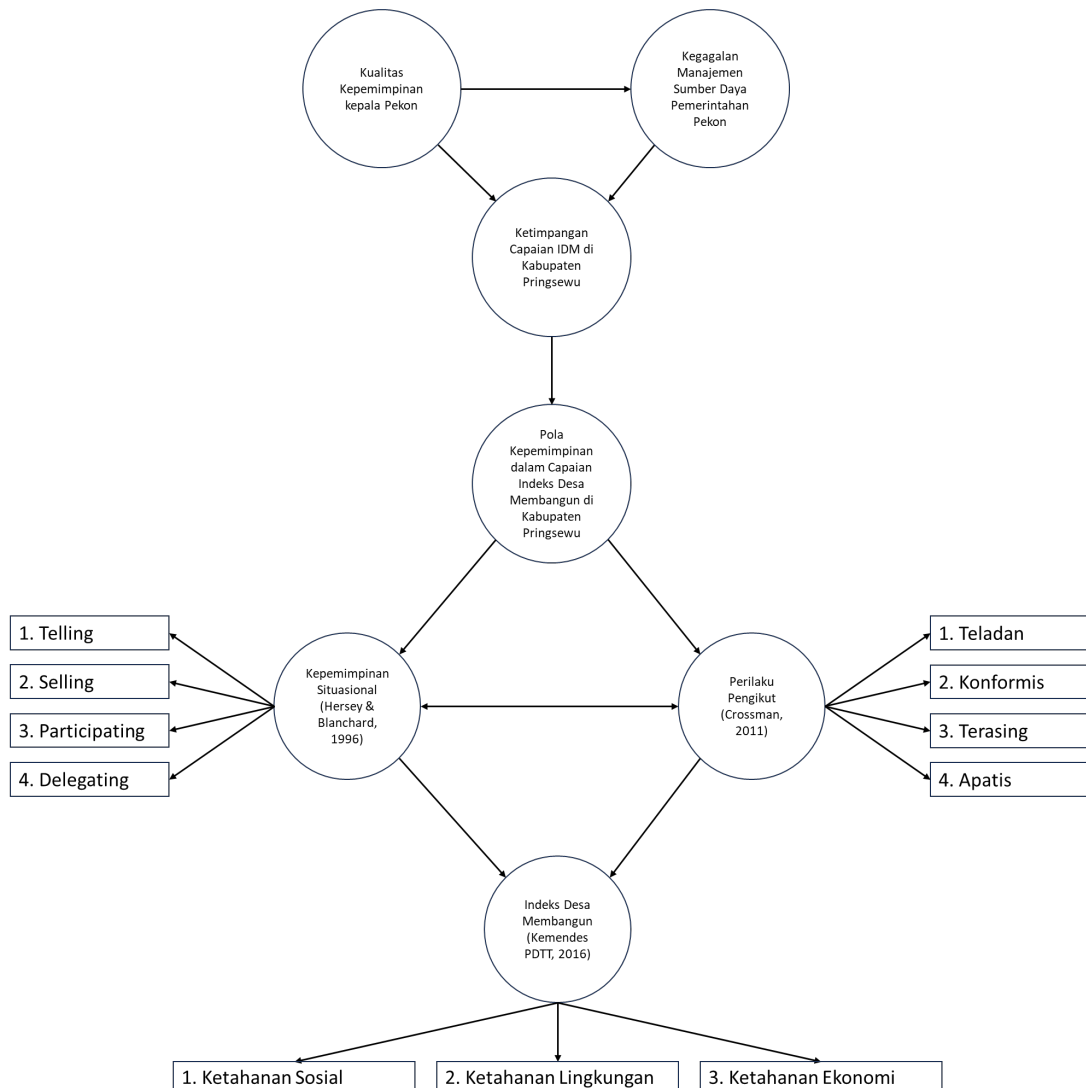 Kualitas
Kepemimpinan
kepala Pekon
Kegagalan
Manajemen
Sumber Daya
Pemerintahan
Pekon
Ketimpangan
Capaian IDM di
Kabupaten
Pringsewu
Pola
Kepemimpinan
dalam Capaian
Indeks Desa
Membangun di
Kabupaten
Pringsewu
1. Telling
2. Selling
3. Participating
4. Delegating
Kepemimpinan
Situasional
(Hersey &
Blanchard,
1996)
Perilaku
Pengikut
(Crossman,
2011)
1. Teladan
2. Konformis
3. Terasing
4. Apatis
Indeks Desa
Membangun
(Kemendes
PDTT, 2016)
1. Ketahanan Sosial
2. Ketahanan Lingkungan
3. Ketahanan Ekonomi